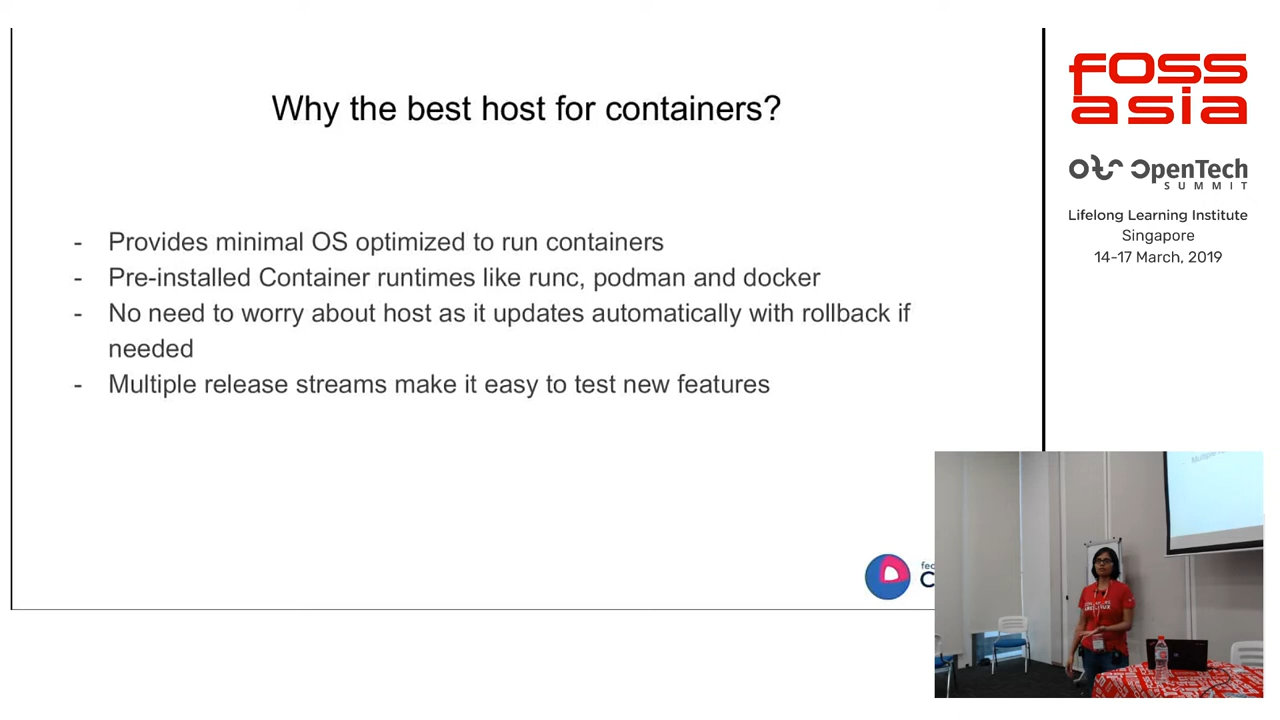 Why the best host for containers?
- Provides minimal OS optimized to run containers
- Pre-installed Container runtimes like runc, podman and docker
- No need to worry about host as it updates automatically with rollback if
needed
- Multiple release streams make it easy to test new features
FOSS
asia
OpenTech
SUMMIT
Lifelong Learning Institute
Singapore
14-17 March, 2019
Multiple